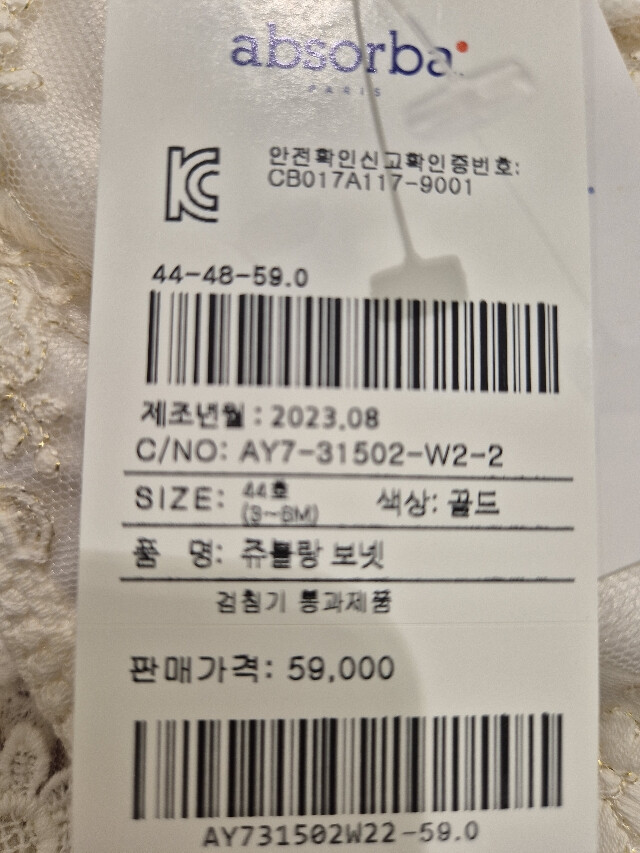 absorba
PARIS
안전확인신고확인증번호:
CB017A117-9001
44-48-59.0
제조년월 : 2023.08
C/NO: AY7-31502-W2-2
SIZE: 44호 (3~6M) 색상: 골드
품 명: 쥬블랑 보넷
검침기 통과제품
판매가격: 59,000
AY731502W22-59.0